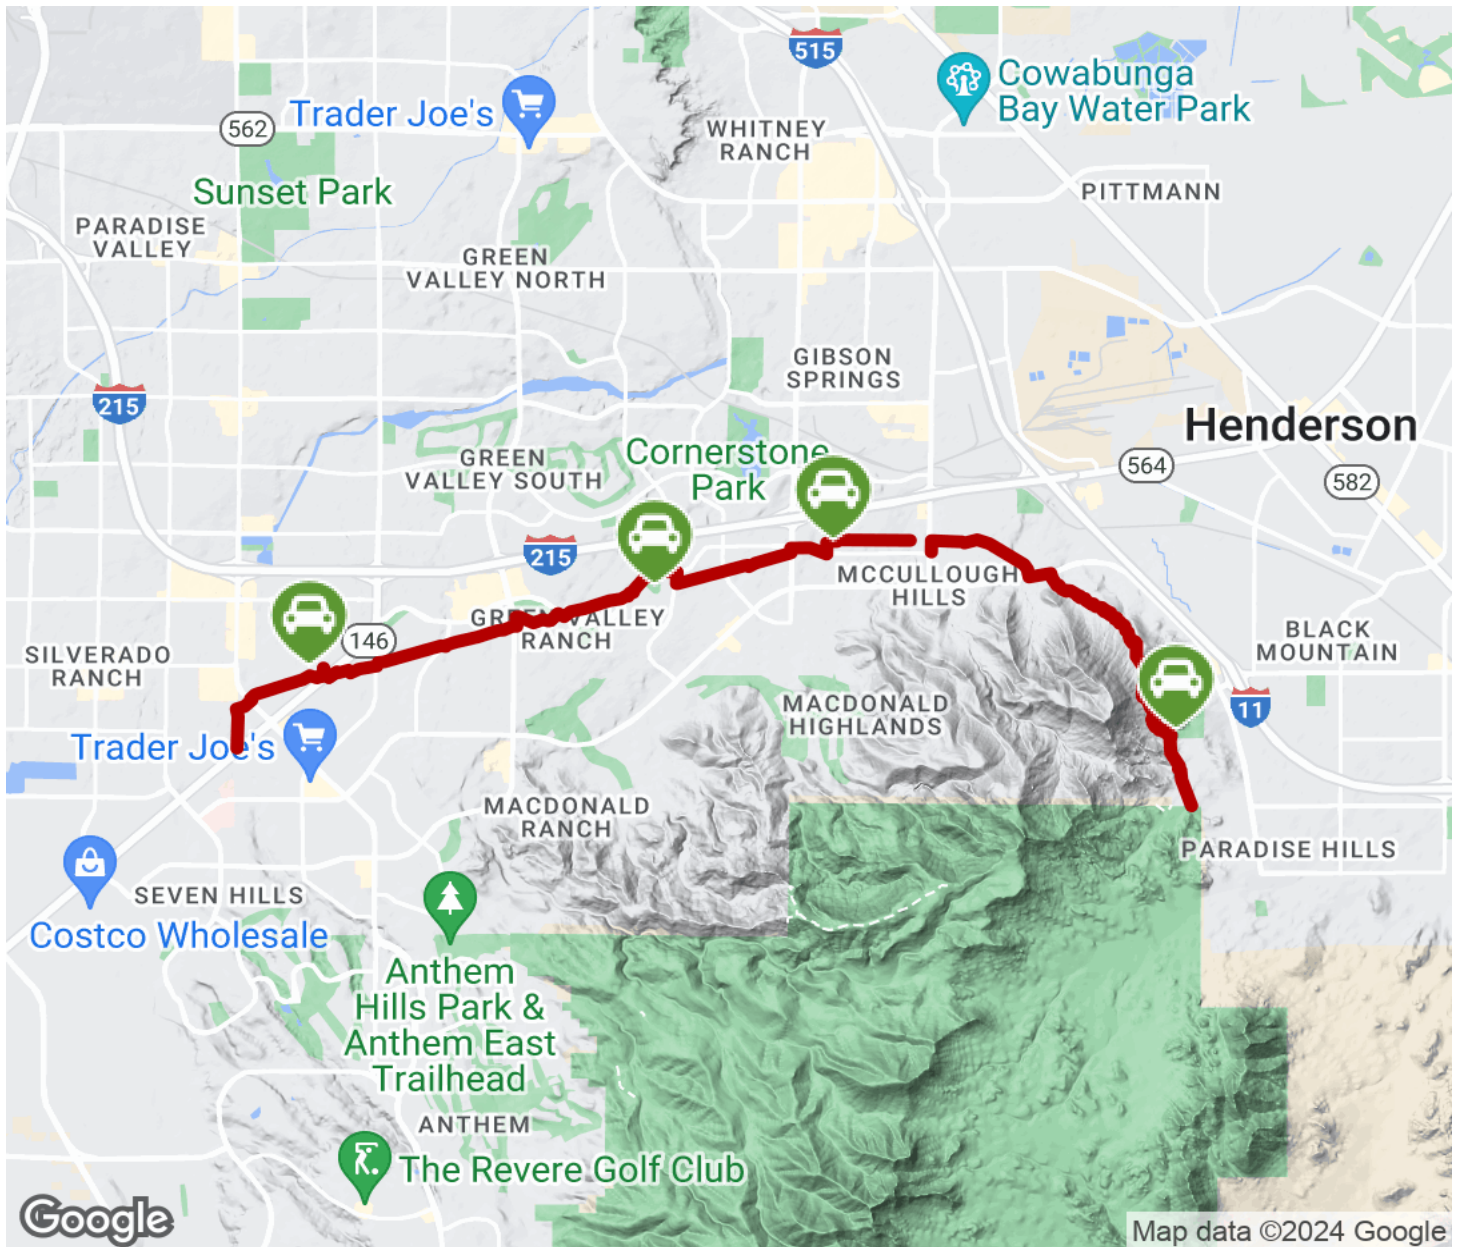 515
Cowabunga
Bay Water Park
562
Trader Joe's
WHITNEY
RANCH
Sunset Park
PITTMANN
PARADISE
VALLEY
GREEN
VALLEY NORTH
GIBSON
SPRINGS
215
Henderson
Cornerstone
Park
GREEN
VALLEY SOUTH
564
582
215
MCCULLOUGH
HILLS
GREEN VALLEY
RANCH
146
SILVERADO
RANCH
BLACK
MOUNTAIN
MACDONALD
HIGHLANDS
11
Trader Joe's
MACDONALD
RANCH
PARADISE HILLS
SEVEN HILLS
Costco Wholesale
Anthem
Hills Park &
Anthem East
Trailhead
ANTHEM
The Revere Golf Club
Google
Map data ©2024 Google